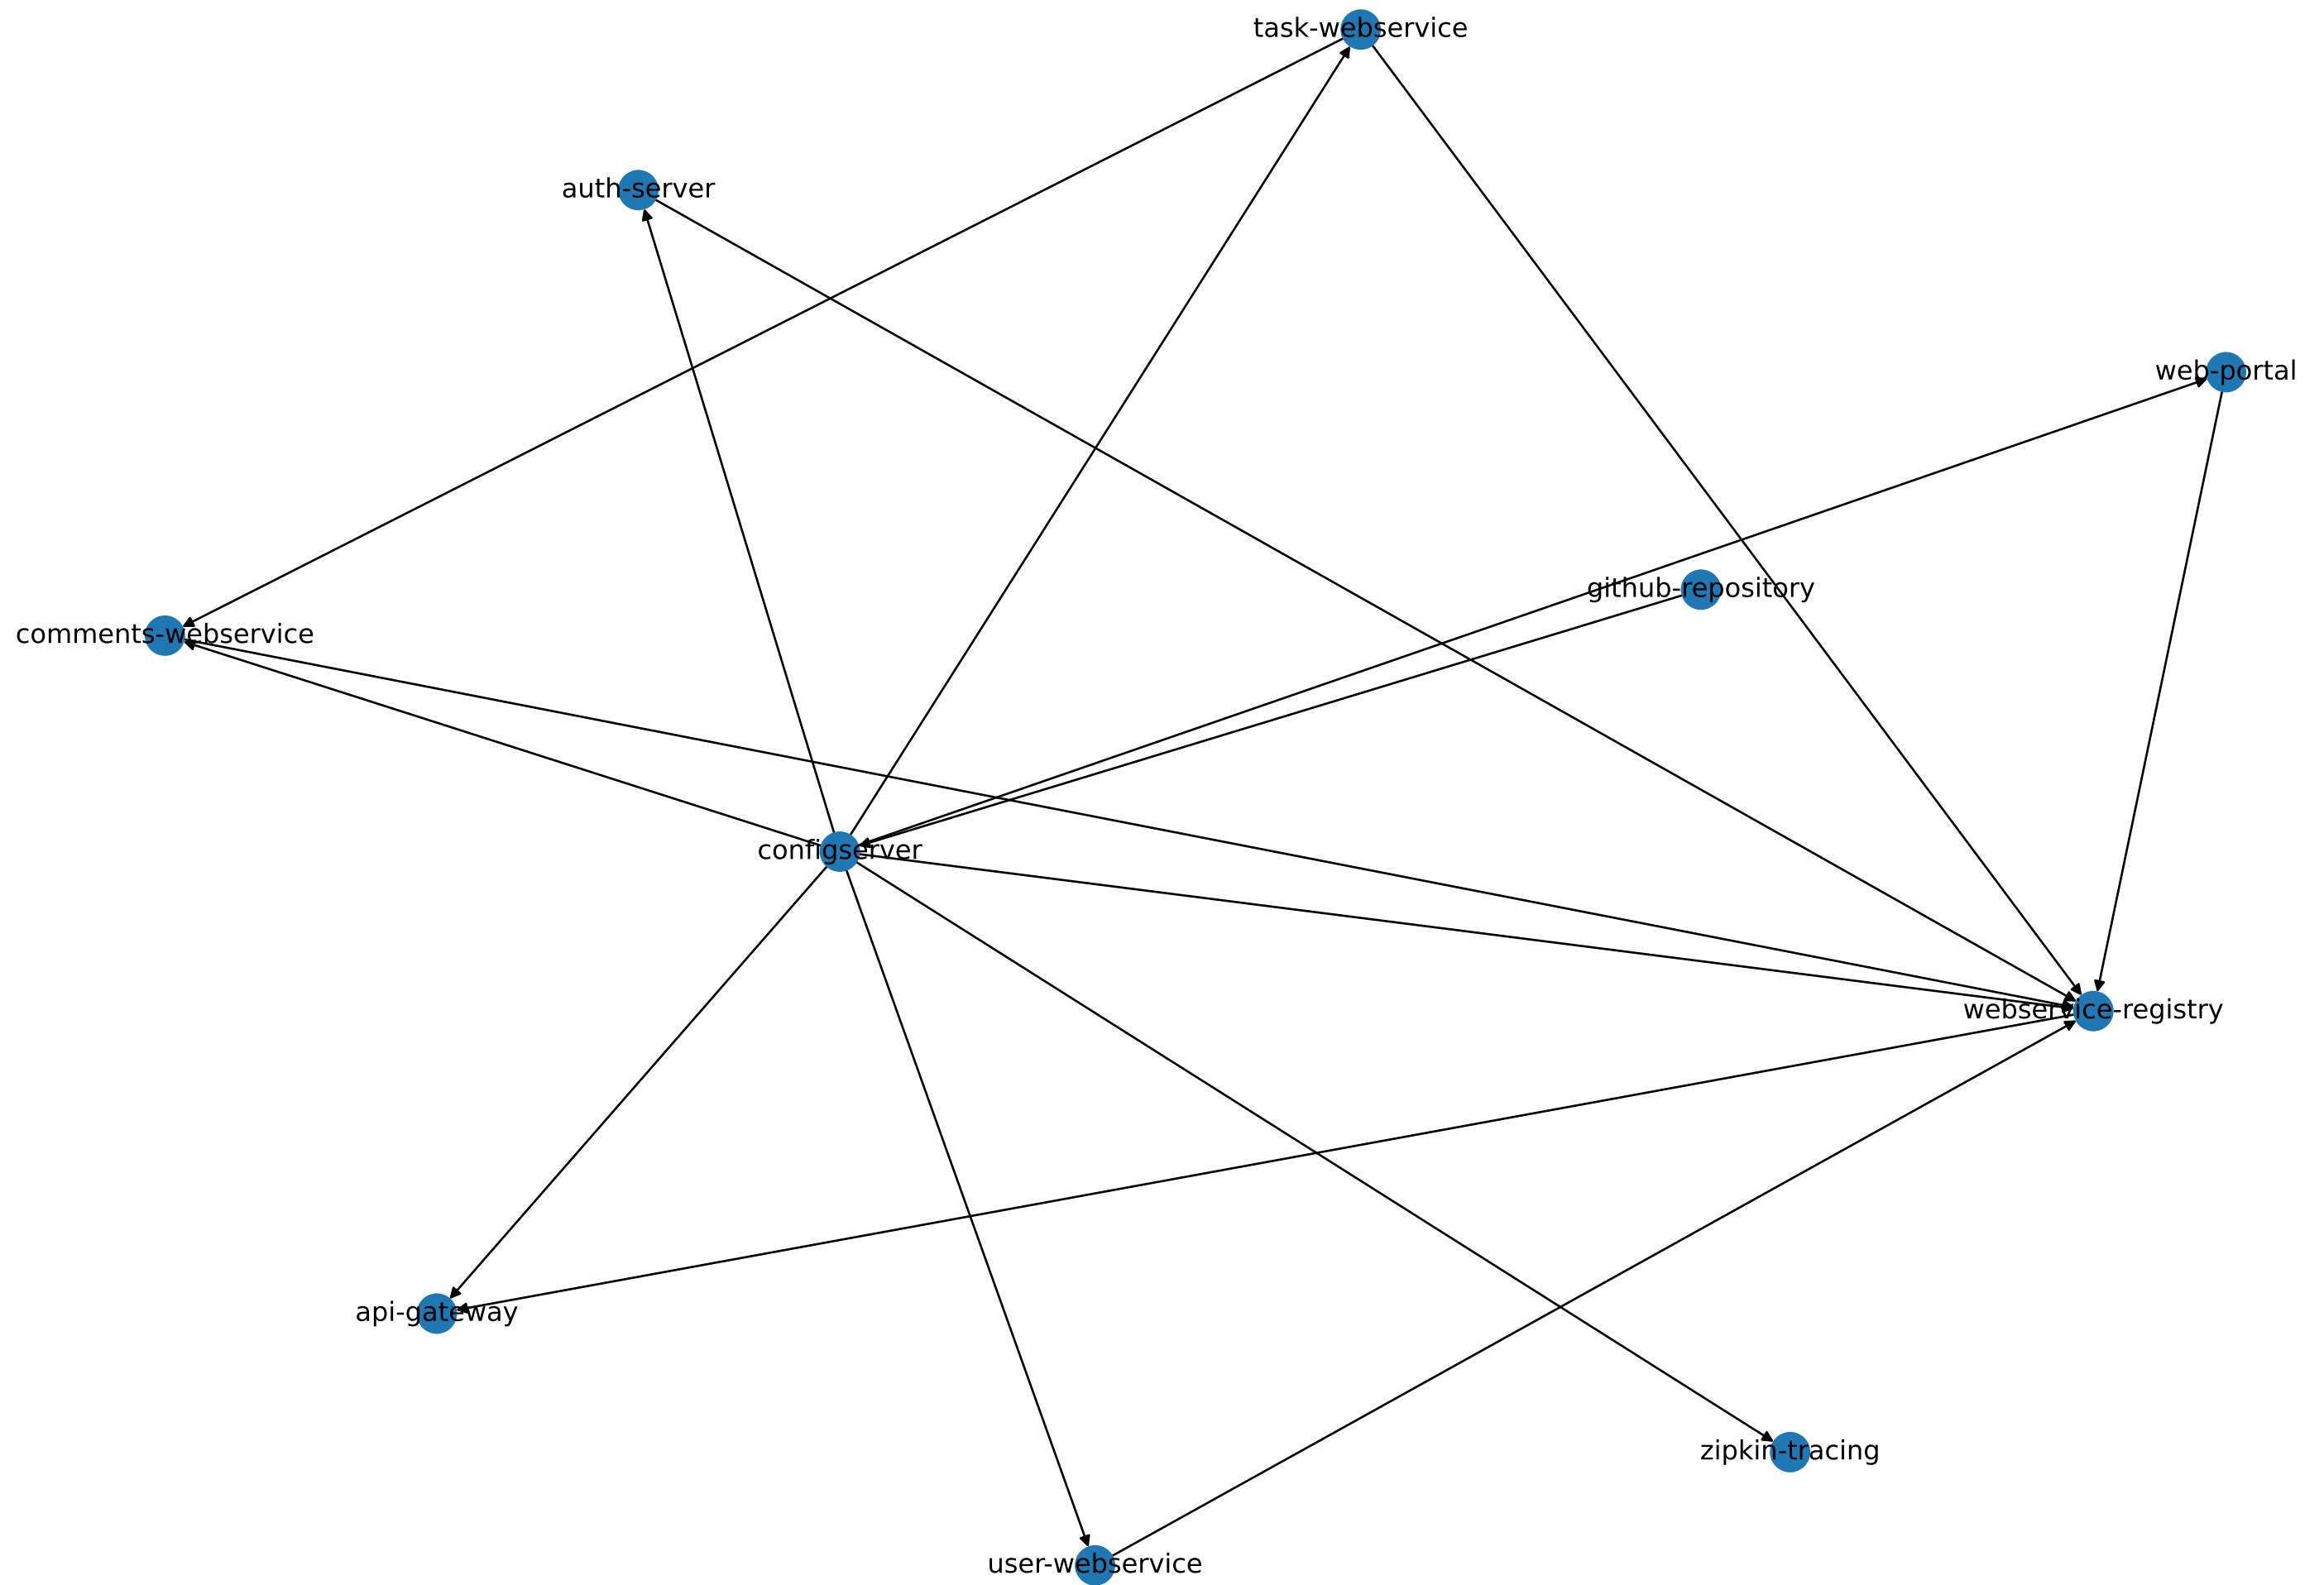 task-webservice
auth-server
web-portal
github-repository
comments-webservice
configserver
webservice-registry
api-gateway
zipkin-tracing
user-webservice